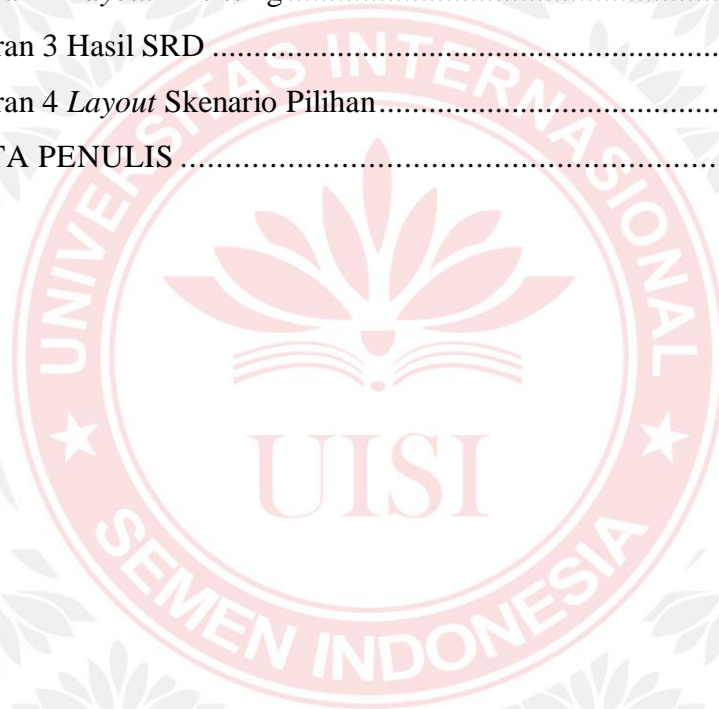 ran 3 Hasil SRD ........................................................................
ran 4 Layout Skenario Pilihan ..............................................
TA PENULIS ............................................................................
UNIVERSITAS INTERNASIONAL
UISI
SEMEN INDONESIA